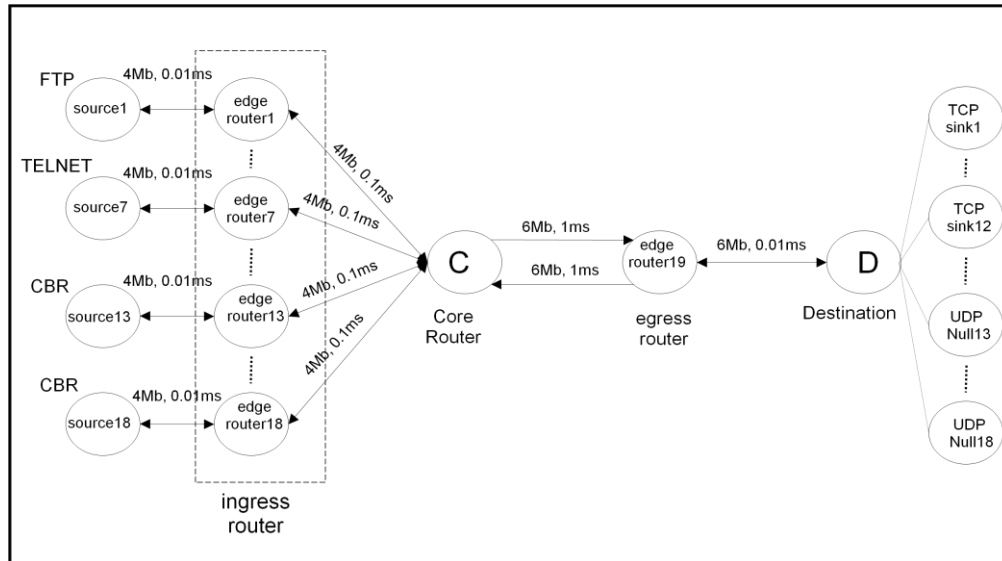 FTP
4Mb, 0.01ms
source1
edge
router1
4Mb, 0.1ms
TELNET
4Mb, 0.01ms
source7
edge
router7
4Mb, 0.1ms
CBR
4Mb, 0.01ms
source13
edge
router13
4Mb, 0.1ms
CBR
4Mb, 0.01ms
source18
edge
router18
4Mb, 0.1ms
ingress
router
C
Core
Router
6Mb, 1ms
6Mb, 1ms
edge
router19
egress
router
6Mb, 0.01ms
D
Destination
TCP
sink1
TCP
sink12
UDP
Null13
UDP
Null18